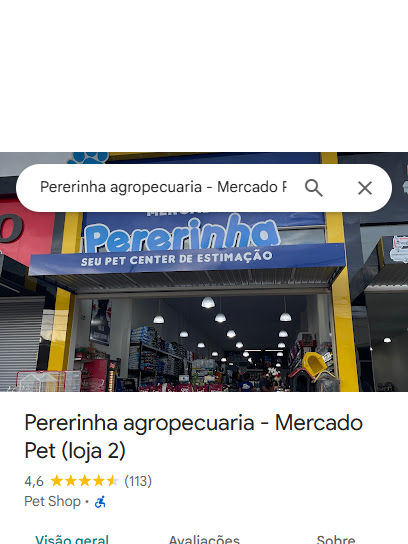 Pererinha agropecuaria - Mercado P
Pererinha
SEU PET CENTER DE ESTIMAÇÃO
Pererinha agropecuaria - Mercado
Pet (loja 2)
4,6 (113)
Pet Shop ·
Visão geral Avaliações Sobre